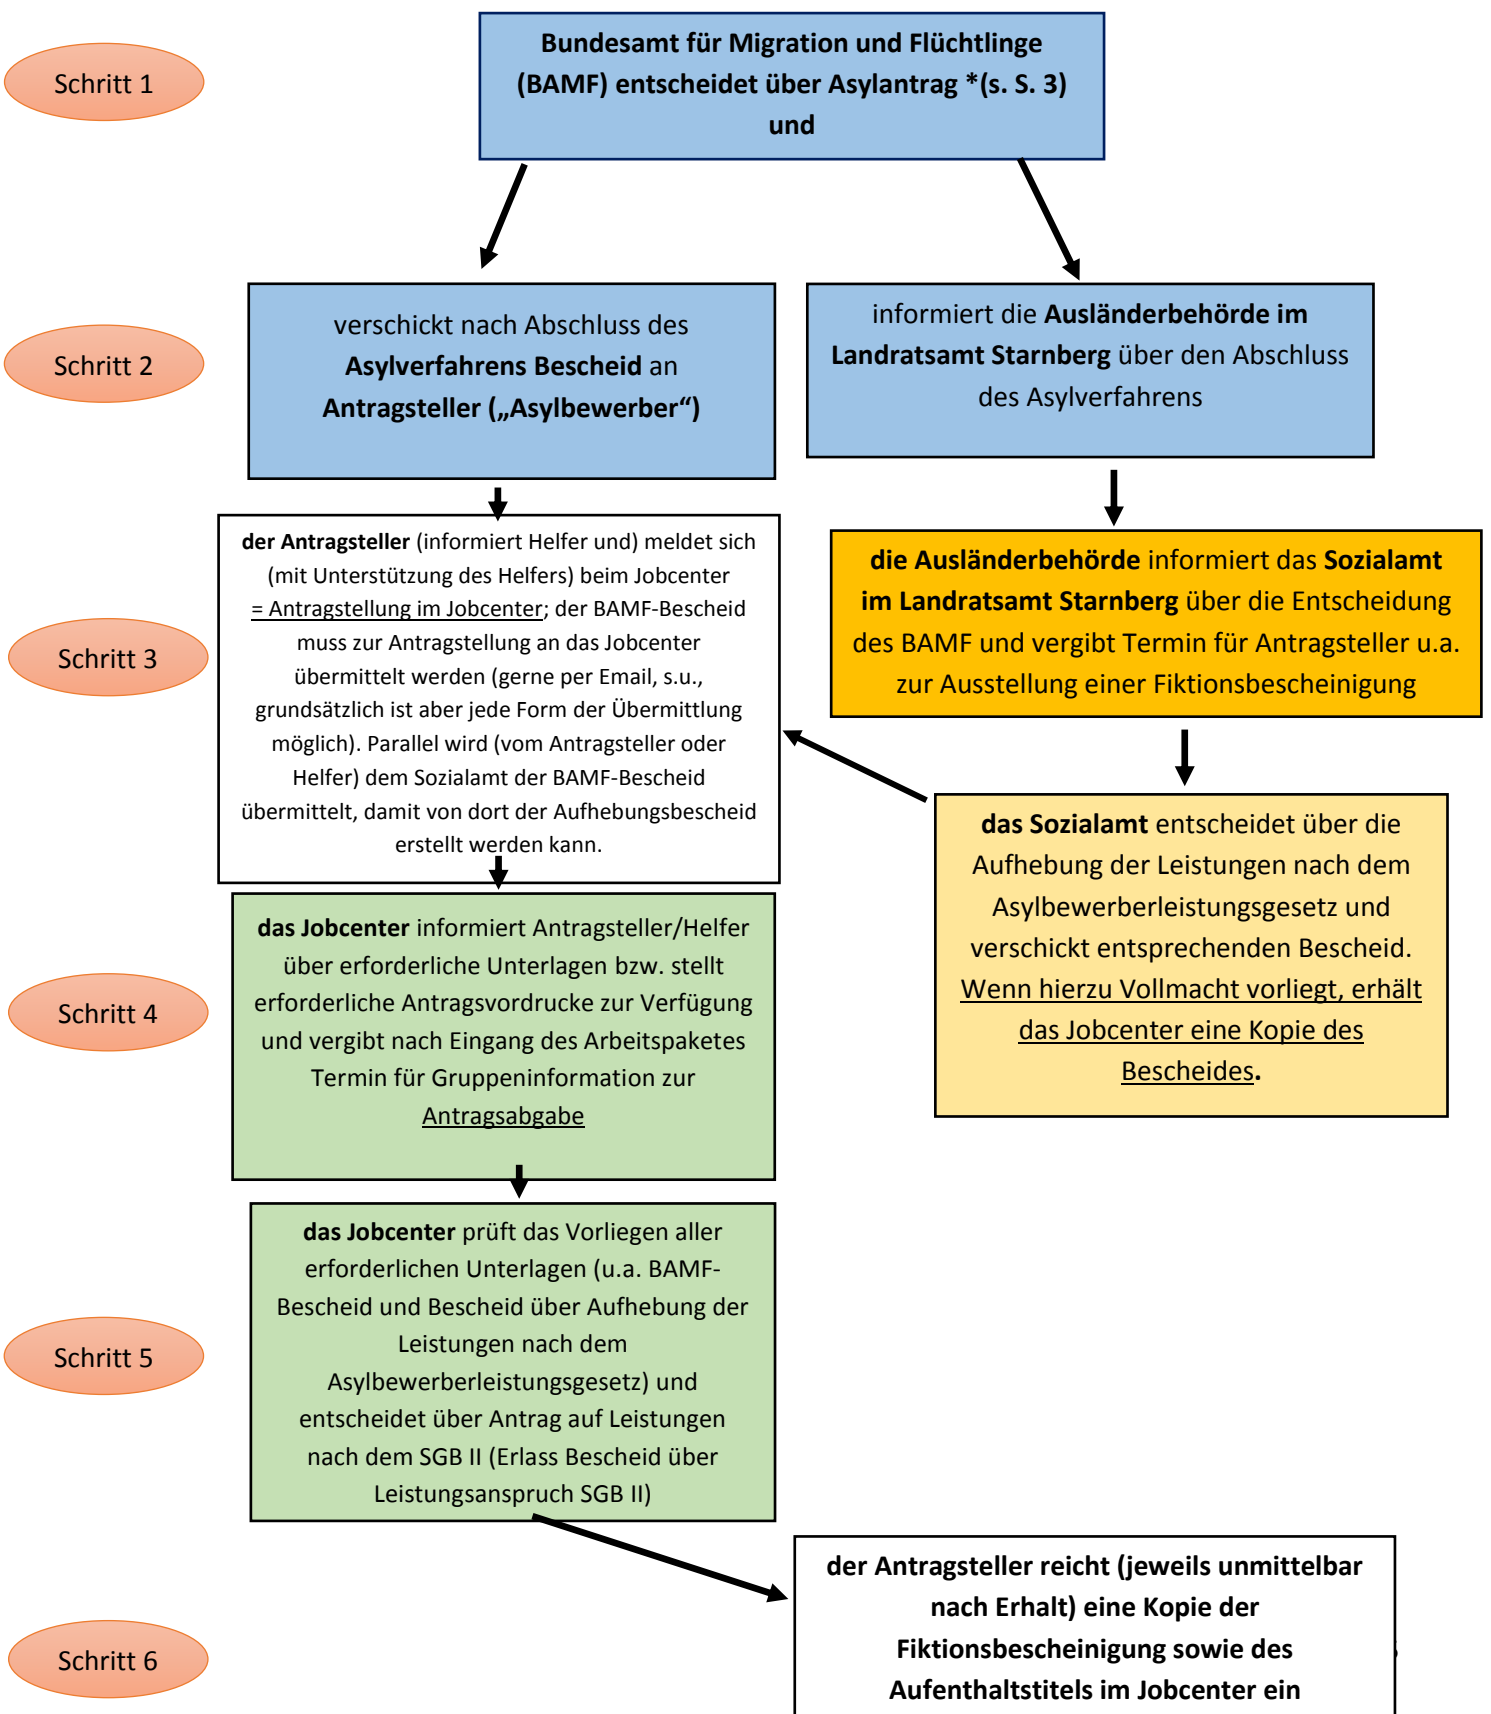 Schritt 1
Bundesamt für Migration und Flüchtlinge
(BAMF) entscheidet über Asylantrag *(s. S. 3)
und
Schritt 2
verschickt nach Abschluss des
Asylverfahrens Bescheid an
Antragsteller („Asylbewerber“)
informiert die Ausländerbehörde im
Landratsamt Starnberg über den Abschluss
des Asylverfahrens
Schritt 3
der Antragsteller (informiert Helfer und) meldet sich
(mit Unterstützung des Helfers) beim Jobcenter
= Antragstellung im Jobcenter; der BAMF-Bescheid
muss zur Antragstellung an das Jobcenter
übermittelt werden (gerne per Email, s.u.,
grundsätzlich ist aber jede Form der Übermittlung
möglich). Parallel wird (vom Antragsteller oder
Helfer) dem Sozialamt der BAMF-Bescheid
übermittelt, damit von dort der Aufhebungsbescheid
erstellt werden kann.
die Ausländerbehörde informiert das Sozialamt
im Landratsamt Starnberg über die Entscheidung
des BAMF und vergibt Termin für Antragsteller u.a.
zur Ausstellung einer Fiktionsbescheinigung
das Sozialamt entscheidet über die
Aufhebung der Leistungen nach dem
Asylbewerberleistungsgesetz und
verschickt entsprechenden Bescheid.
Wenn hierzu Vollmacht vorliegt, erhält
das Jobcenter eine Kopie des
Bescheides.
Schritt 4
das Jobcenter informiert Antragsteller/Helfer
über erforderliche Unterlagen bzw. stellt
erforderliche Antragsvordrucke zur Verfügung
und vergibt nach Eingang des Arbeitspaketes
Termin für Gruppeninformation zur
Antragsabgabe
Schritt 5
das Jobcenter prüft das Vorliegen aller
erforderlichen Unterlagen (u.a. BAMF-
Bescheid und Bescheid über Aufhebung der
Leistungen nach dem
Asylbewerberleistungsgesetz) und
entscheidet über Antrag auf Leistungen
nach dem SGB II (Erlass Bescheid über
Leistungsanspruch SGB II)
Schritt 6
der Antragsteller reicht (jeweils unmittelbar
nach Erhalt) eine Kopie der
Fiktionsbescheinigung sowie des
Aufenthaltstitels im Jobcenter ein